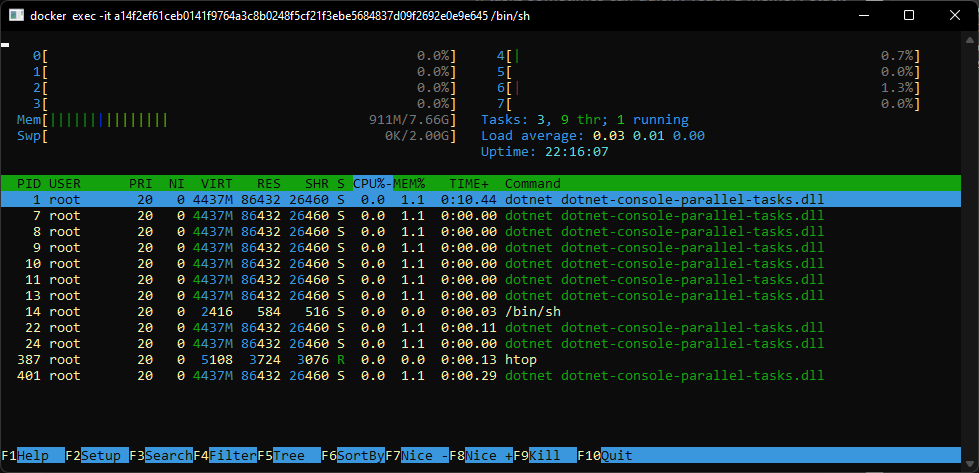 docker exec -it a14f2ef61ceb0141f9764a3c8b0248f5cf21f3ebe5684837d09f2692e0e9e645 /bin/sh
0[ 0.0%] 4[| 0.7%]
1[ 0.0%] 5[ 0.0%]
2[ 0.0%] 6[| 1.3%]
3[ 0.0%] 7[ 0.0%]
Mem[||||||||||||||| 911M/7.66G] Tasks: 3, 9 thr; 1 running
Swp[ 0K/2.00G] Load average: 0.03 0.01 0.00
Uptime: 22:16:07
PID USER PRI NI VIRT RES SHR S CPU%-MEM% TIME+ Command
1 root 20 0 4437M 86432 26460 S 0.0 1.1 0:10.44 dotnet dotnet-console-parallel-tasks.dll
7 root 20 0 4437M 86432 26460 S 0.0 1.1 0:00.00 dotnet dotnet-console-parallel-tasks.dll
8 root 20 0 4437M 86432 26460 S 0.0 1.1 0:00.00 dotnet dotnet-console-parallel-tasks.dll
9 root 20 0 4437M 86432 26460 S 0.0 1.1 0:00.00 dotnet dotnet-console-parallel-tasks.dll
10 root 20 0 4437M 86432 26460 S 0.0 1.1 0:00.00 dotnet dotnet-console-parallel-tasks.dll
11 root 20 0 4437M 86432 26460 S 0.0 1.1 0:00.00 dotnet dotnet-console-parallel-tasks.dll
13 root 20 0 4437M 86432 26460 S 0.0 1.1 0:00.00 dotnet dotnet-console-parallel-tasks.dll
14 root 20 0 2416 584 516 S 0.0 0.0 0:00.03 /bin/sh
22 root 20 0 4437M 86432 26460 S 0.0 1.1 0:00.11 dotnet dotnet-console-parallel-tasks.dll
24 root 20 0 4437M 86432 26460 S 0.0 1.1 0:00.00 dotnet dotnet-console-parallel-tasks.dll
387 root 20 0 5108 3724 3076 R 0.0 0.0 0:00.13 htop
401 root 20 0 4437M 86432 26460 S 0.0 1.1 0:00.29 dotnet dotnet-console-parallel-tasks.dll
F1Help F2Setup F3SearchF4FilterF5Tree F6SortByF7Nice -F8Nice +F9Kill F10Quit